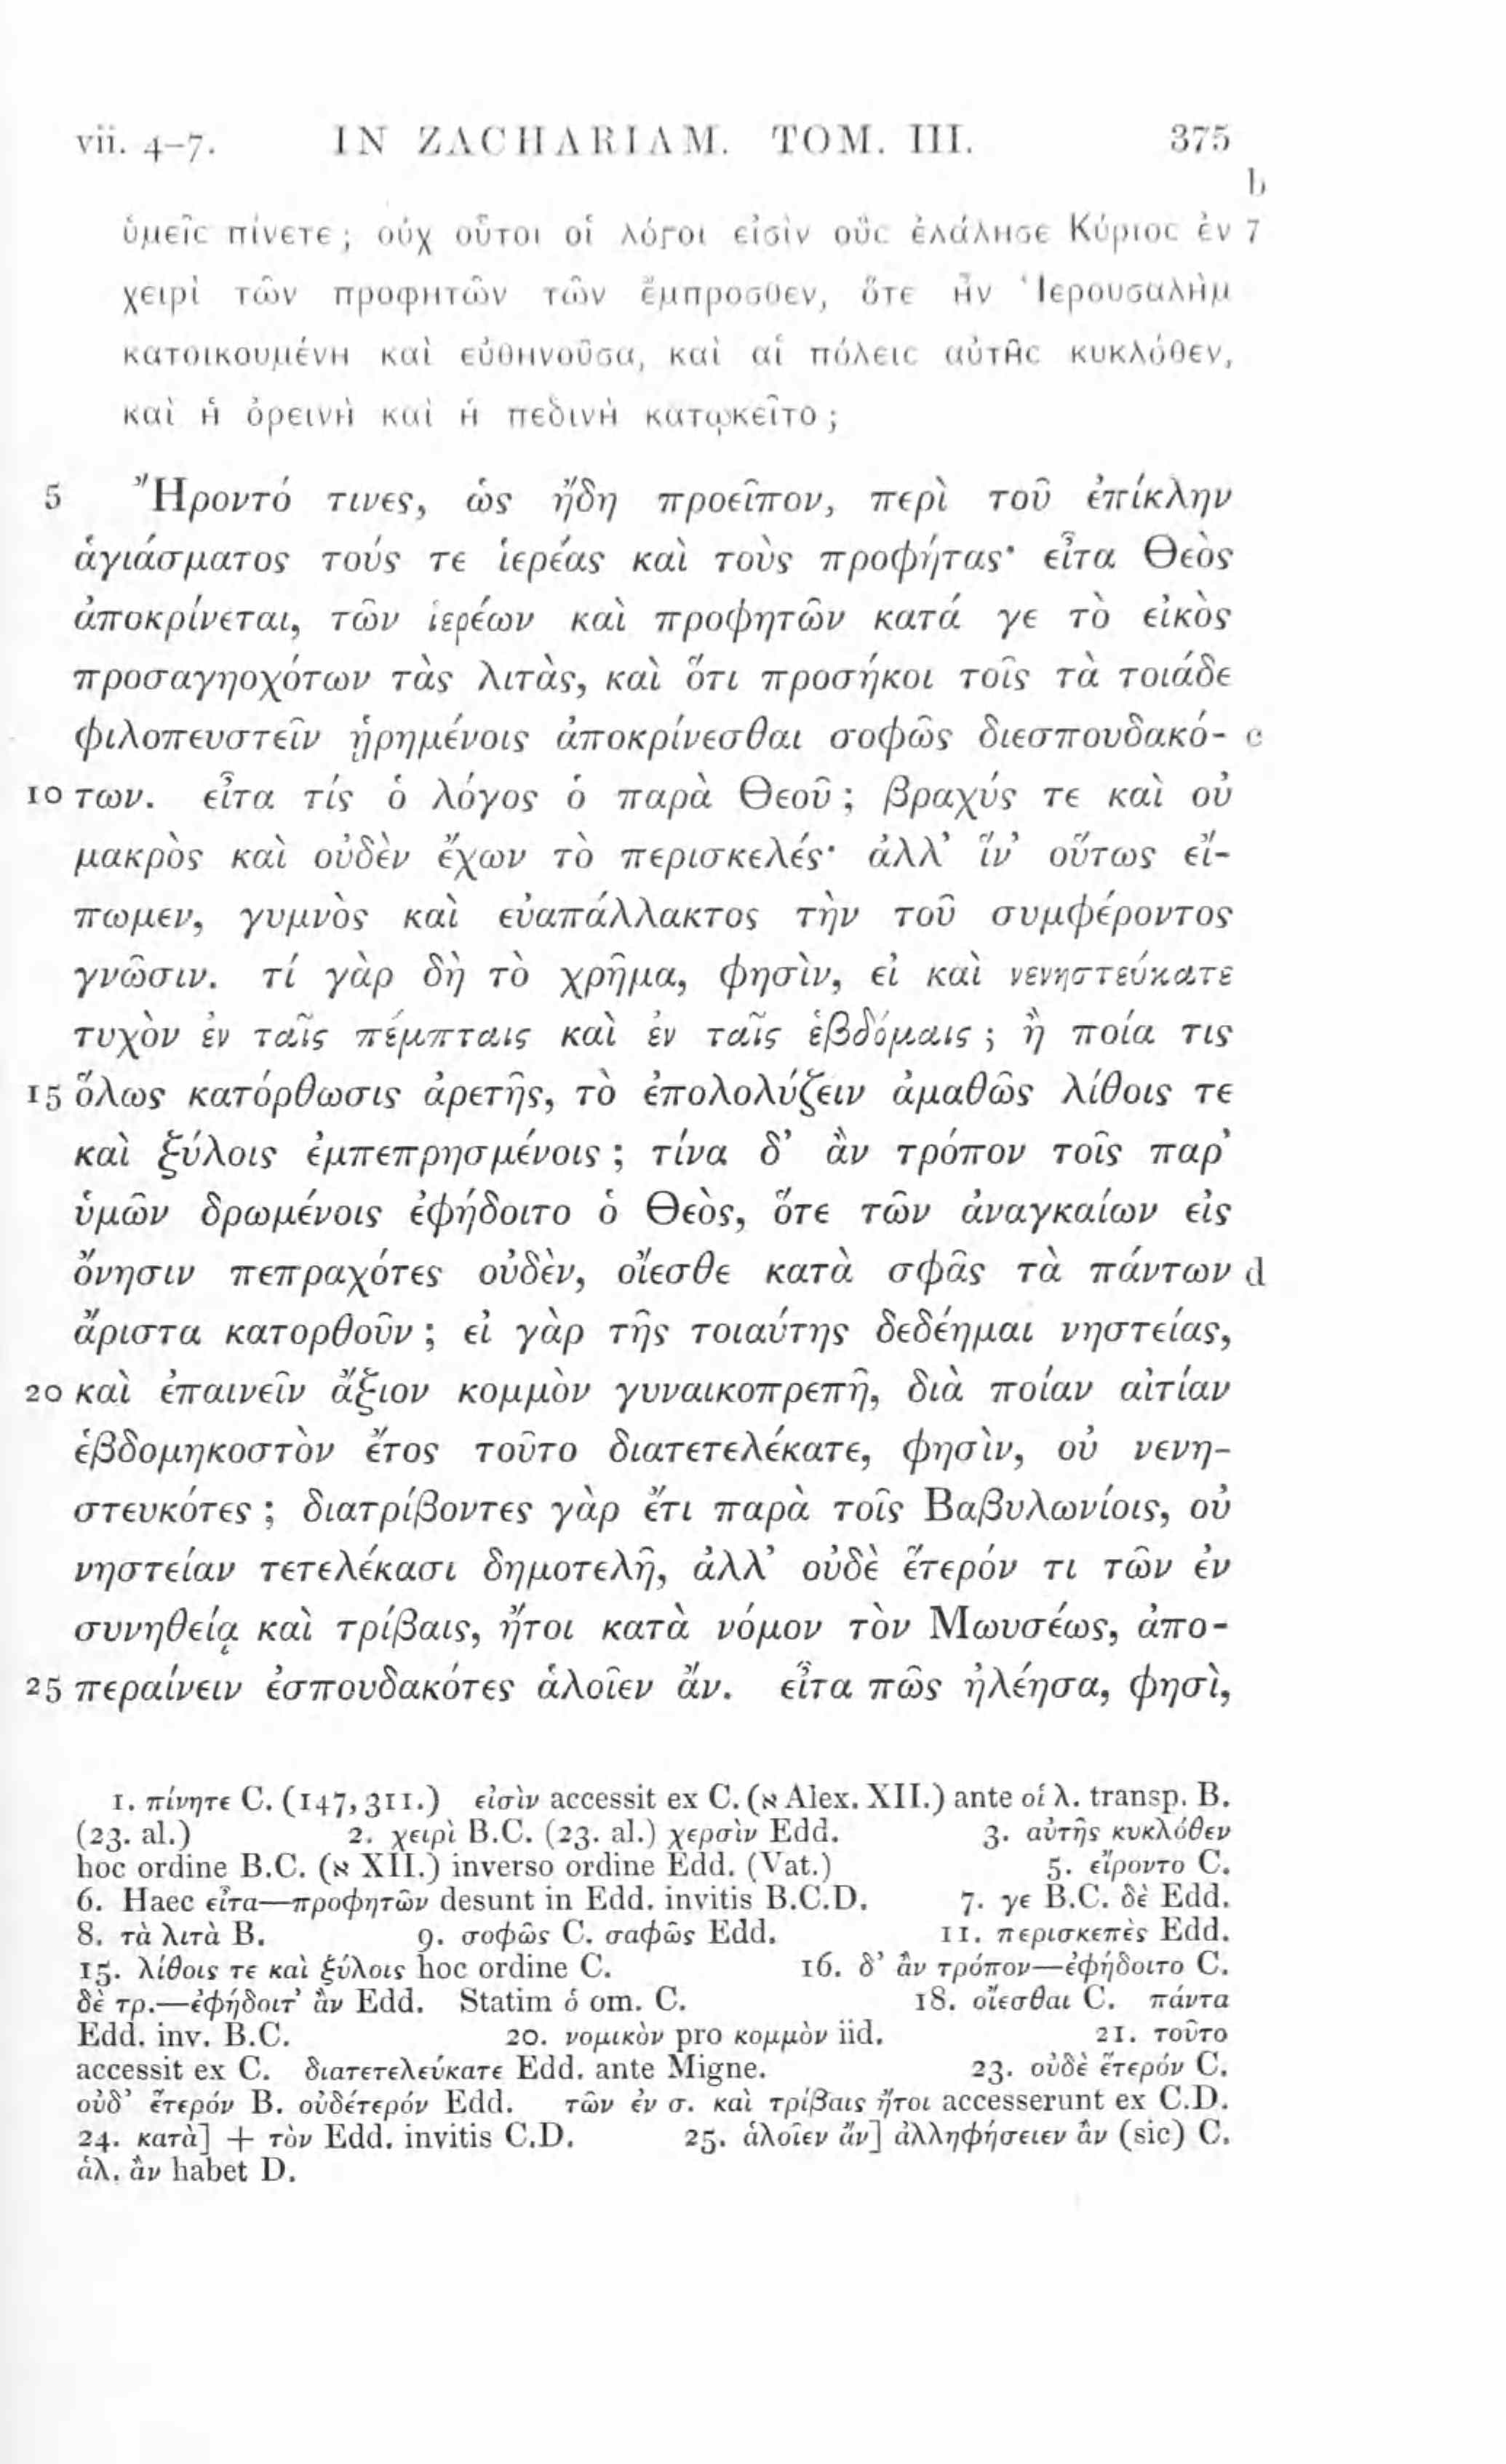 vii. 4–7. IN ZACHARIAM. TOM. III. 375
b
ὑμεῖς πίνετε ; οὐχ οὗτοι οἱ λόγοι εἰσὶν οὓς ἐλάλησε Κύριος ἐν 7
χειρὶ τῶν προφητῶν τῶν ἔμπροσθεν, ὅτε ἦν Ἱερουσαλὴμ
κατοικουμένη καὶ εὐθηνοῦσα, καὶ αἱ πόλεις αὐτῆς κυκλόθεν,
καὶ ἡ ὀρεινὴ καὶ ἡ πεδινὴ κατῳκεῖτο ;
5 Ἤροντό τινες, ὡς ἤδη προεῖπον, περὶ τοῦ ἐπίκλην
ἁγιάσματος τούς τε ἱερέας καὶ τοὺς προφήτας· εἶτα Θεὸς
ἀποκρίνεται, τῶν ἱερέων καὶ προφητῶν κατά γε τὸ εἰκὸς
προσαγηοχότων τὰς λιτὰς, καὶ ὅτι προσήκοι τοῖς τὰ τοιάδε
φιλοπευστεῖν ᾑρημένοις ἀποκρίνεσθαι σοφῶς διεσπουδακό- c
10 των. εἶτα τίς ὁ λόγος ὁ παρὰ Θεοῦ ; βραχύς τε καὶ οὐ
μακρὸς καὶ οὐδὲν ἔχων τὸ περισκελές· ἀλλ’ ἵν’ οὕτως εἴ-
πωμεν, γυμνὸς καὶ εὐαπάλλακτος τὴν τοῦ συμφέροντος
γνῶσιν. τί γὰρ δὴ τὸ χρῆμα, φησὶν, εἰ καὶ νενηστεύκατε
τυχὸν ἐν ταῖς πέμπταις καὶ ἐν ταῖς ἑβδόμαις ; ἢ ποία τις
15 ὅλως κατόρθωσις ἀρετῆς, τὸ ἐπολολύζειν ἀμαθῶς λίθοις τε
καὶ ξύλοις ἐμπεπρησμένοις ; τίνα δ’ ἂν τρόπον τοῖς παρ’
ὑμῶν δρωμένοις ἐφήδοιτο ὁ Θεὸς, ὅτε τῶν ἀναγκαίων εἰς
ὄνησιν πεπραχότες οὐδὲν, οἴεσθε κατὰ σφᾶς τὰ πάντων d
ἄριστα κατορθοῦν ; εἰ γὰρ τῆς τοιαύτης δεδέημαι νηστείας,
20 καὶ ἐπαινεῖν ἄξιον κομμὸν γυναικοπρεπῆ, διὰ ποίαν αἰτίαν
ἑβδομηκοστὸν ἔτος τοῦτο διατετελέκατε, φησὶν, οὐ νενη-
στευκότες ; διατρίβοντες γὰρ ἔτι παρὰ τοῖς Βαβυλωνίοις, οὐ
νηστείαν τετελέκασι δημοτελῆ, ἀλλ’ οὐδὲ ἕτερόν τι τῶν ἐν
συνηθείᾳ καὶ τρίβαις, ἤτοι κατὰ νόμον τὸν Μωυσέως, ἀπο-
25 περαίνειν ἐσπουδακότες ἁλοῖεν ἄν. εἶτα πῶς ἠλέησα, φησὶ,
1. πίνητε C. (147, 311.) εἰσὶν accessit ex C. (א Alex. XII.) ante οἱ λ. transp. B.
(23. al.) 2. χειρὶ B.C. (23. al.) χερσὶν Edd. 3. αὐτῆς κυκλόθεν
hoc ordine B.C. (א XII.) inverso ordine Edd. (Vat.) 5. εἴροντο C.
6. Haec εἶτα—προφητῶν desunt in Edd. invitis B.C.D. 7. γε B.C. δὲ Edd.
8. τὰ λιτὰ B. 9. σοφῶς C. σαφῶς Edd. 11. περισκεπὲς Edd.
15. λίθοις τε καὶ ξύλοις hoc ordine C. 16. δ’ ἂν τρόπον—ἐφήδοιτο C.
δὲ τρ.—ἐφήδοιτ’ ἂν Edd. Statim ὁ om. C. 18. οἴεσθαι C. πάντα
Edd. inv. B.C. 20. νομικὸν pro κομμὸν iid. 21. τοῦτο
accessit ex C. διατετελεύκατε Edd. ante Migne. 23. οὐδὲ ἕτερόν C.
οὐδ’ ἕτερόν B. οὐδέτερόν Edd. τῶν ἐν σ. καὶ τρίβαις ἤτοι accesserunt ex C.D.
24. κατὰ] + τὸν Edd. invitis C.D. 25. ἁλοῖεν ἄν] ἀλληφήσειεν ἂν (sic) C.
ἁλ. ἂν habet D.